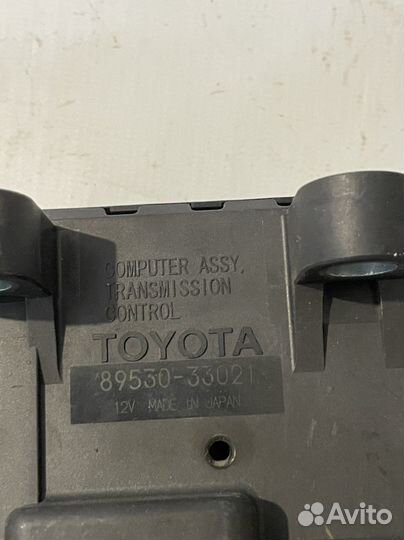 COMPUTER ASSY,
TRANSMISSION
CONTROL
TOYOTA
89530-33021
12V MADE IN JAPAN
Avito